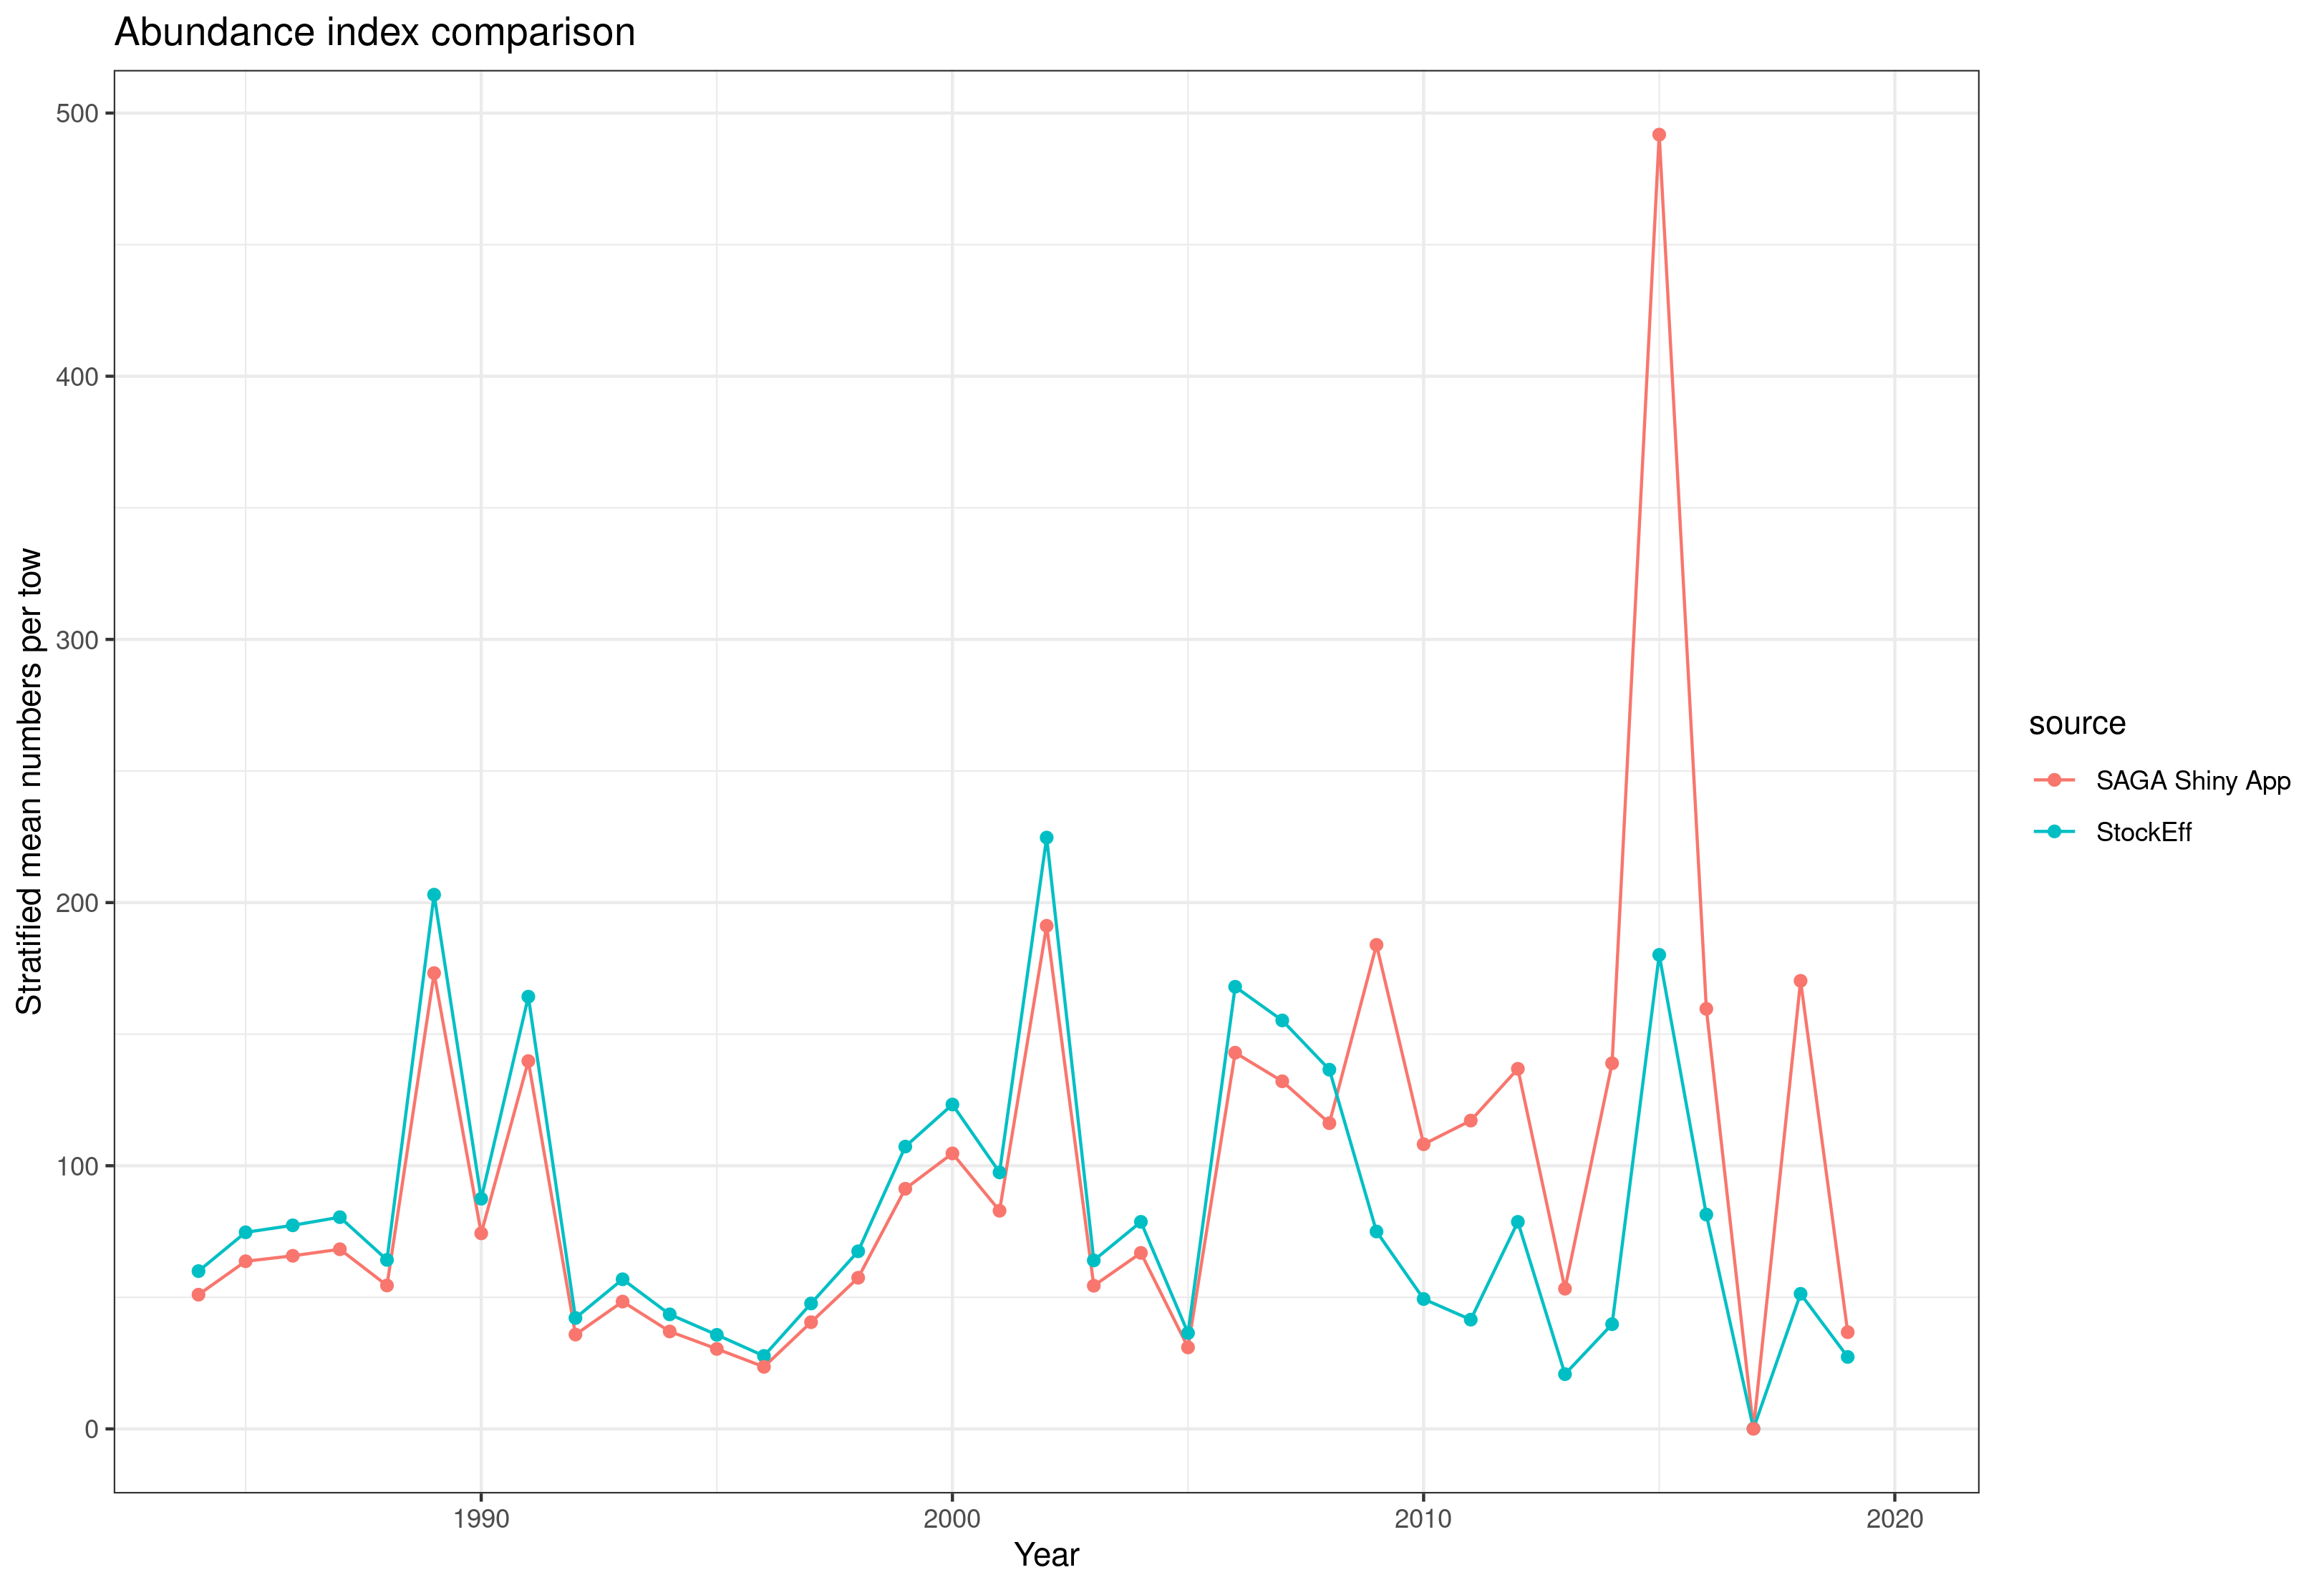 Abundance index comparison
Stratified mean numbers per tow
500
400
300
200
100
0
1990
2000
2010
2020
Year
source
SAGA Shiny App
StockEff